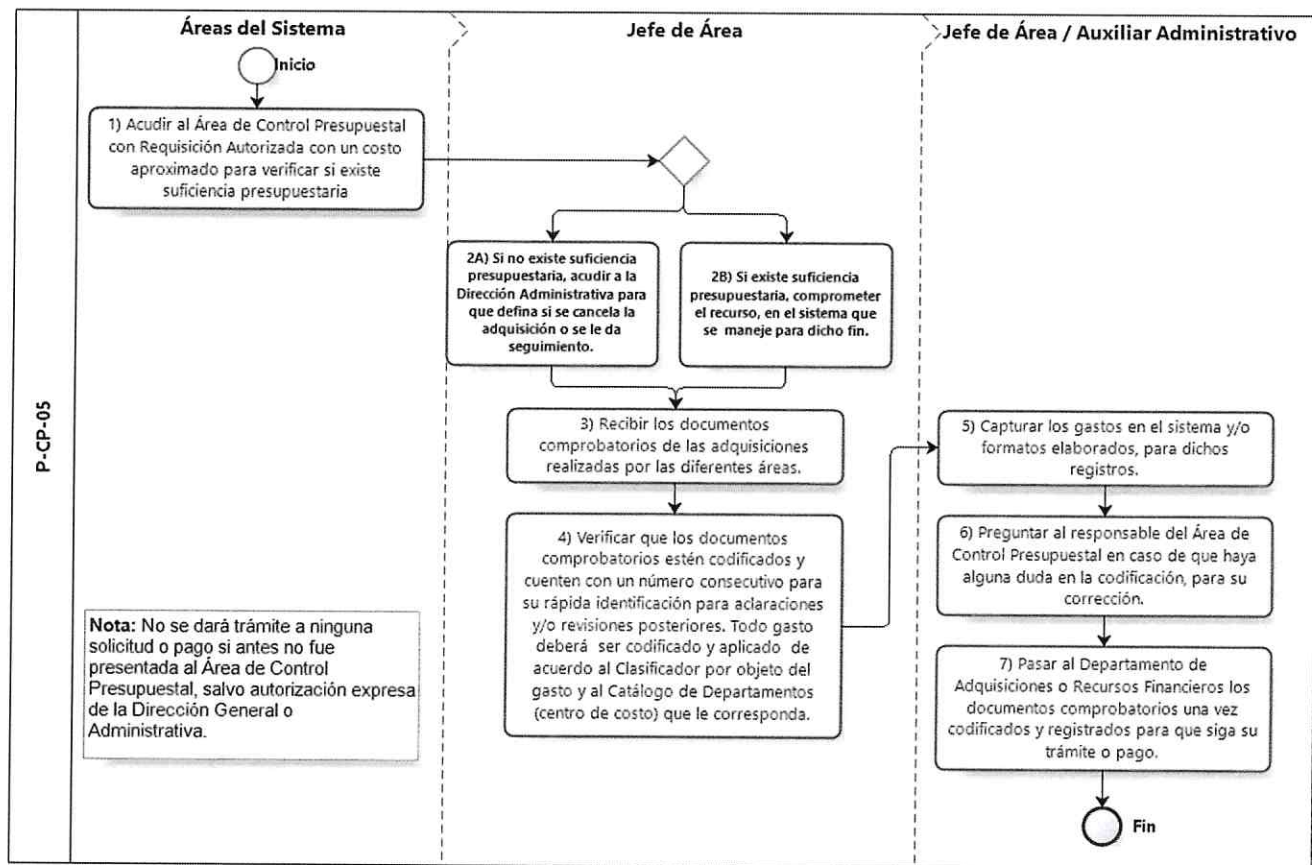 Áreas del Sistema
Jefe de Área
Jefe de Área / Auxiliar Administrativo
P-CP-05
Inicio
1) Acudir al Área de Control Presupuestal
con Requisición Autorizada con un costo
aproximado para verificar si existe
suficiencia presupuestaria
2A) Si no existe suficiencia
presupuestaria, acudir a la
Dirección Administrativa para
que defina si se cancela la
adquisición o se le da
seguimiento.
2B) Si existe suficiencia
presupuestaria, comprometer
el recurso, en el sistema que
se maneje para dicho fin.
3) Recibir los documentos
comprobatorios de las adquisiciones
realizadas por las diferentes áreas.
4) Verificar que los documentos
comprobatorios estén codificados y
cuenten con un número consecutivo para
su rápida identificación para aclaraciones
y/o revisiones posteriores. Todo gasto
deberá ser codificado y aplicado de
acuerdo al Clasificador por objeto del
gasto y al Catálogo de Departamentos
(centro de costo) que le corresponda.
5) Capturar los gastos en el sistema y/o
formatos elaborados, para dichos
registros.
6) Preguntar al responsable del Área de
Control Presupuestal en caso de que haya
alguna duda en la codificación, para su
corrección.
7) Pasar al Departamento de
Adquisiciones o Recursos Financieros los
documentos comprobatorios una vez
codificados y registrados para que siga su
trámite o pago.
Fin
Nota: No se dará trámite a ninguna
solicitud o pago si antes no fue
presentada al Área de Control
Presupuestal, salvo autorización expresa
de la Dirección General o
Administrativa.